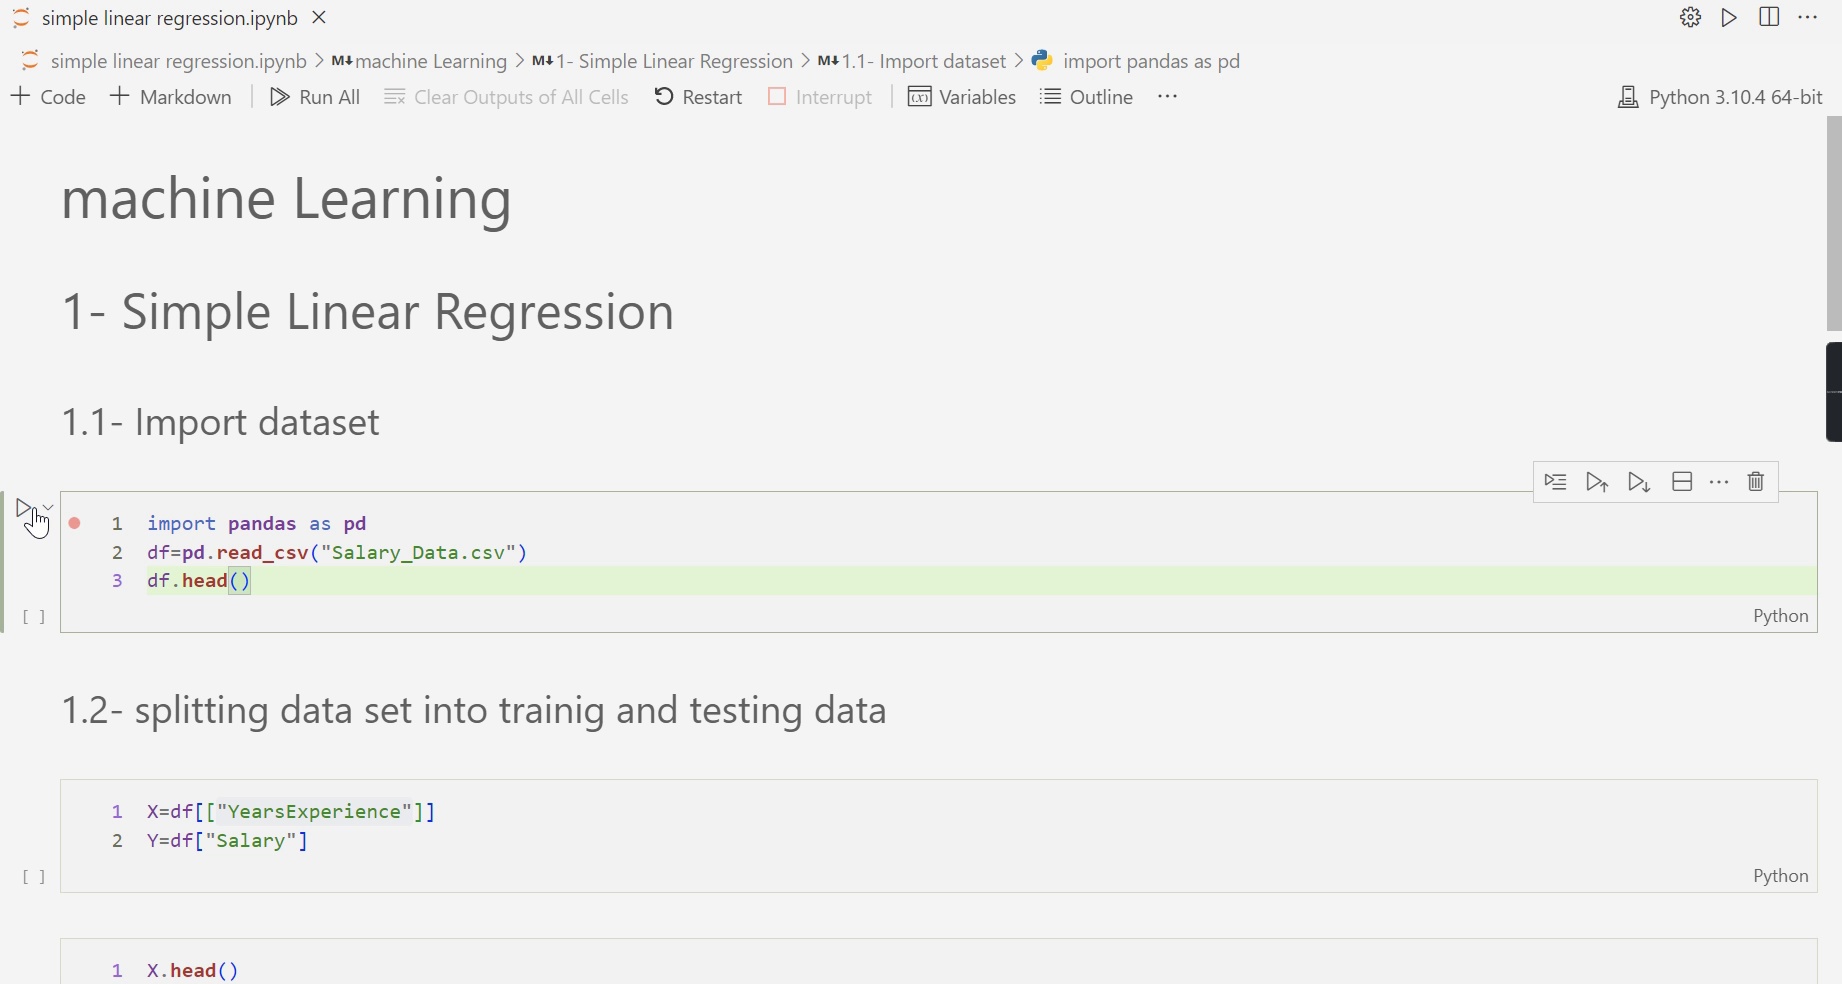 simple linear regression.ipynb
simple linear regression.ipynb > M↓ machine Learning > M↓ 1- Simple Linear Regression > M↓ 1.1- Import dataset > import pandas as pd
+ Code + Markdown Run All Clear Outputs of All Cells Restart Interrupt (x) Variables Outline ··· Python 3.10.4 64-bit
machine Learning
1- Simple Linear Regression
1.1- Import dataset
1 import pandas as pd
2 df=pd.read_csv("Salary_Data.csv")
3 df.head()
[ ] Python
1.2- splitting data set into trainig and testing data
1 X=df[["YearsExperience"]]
2 Y=df["Salary"]
[ ] Python
1 X.head()